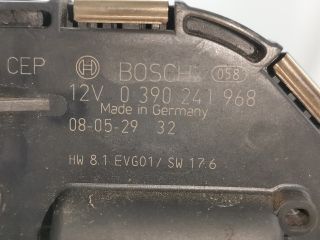 CEP BOSCH 058
12V 0 390 241 968
Made in Germany
08-05-29 32
HW 8.1 EVG01/ SW 17.6